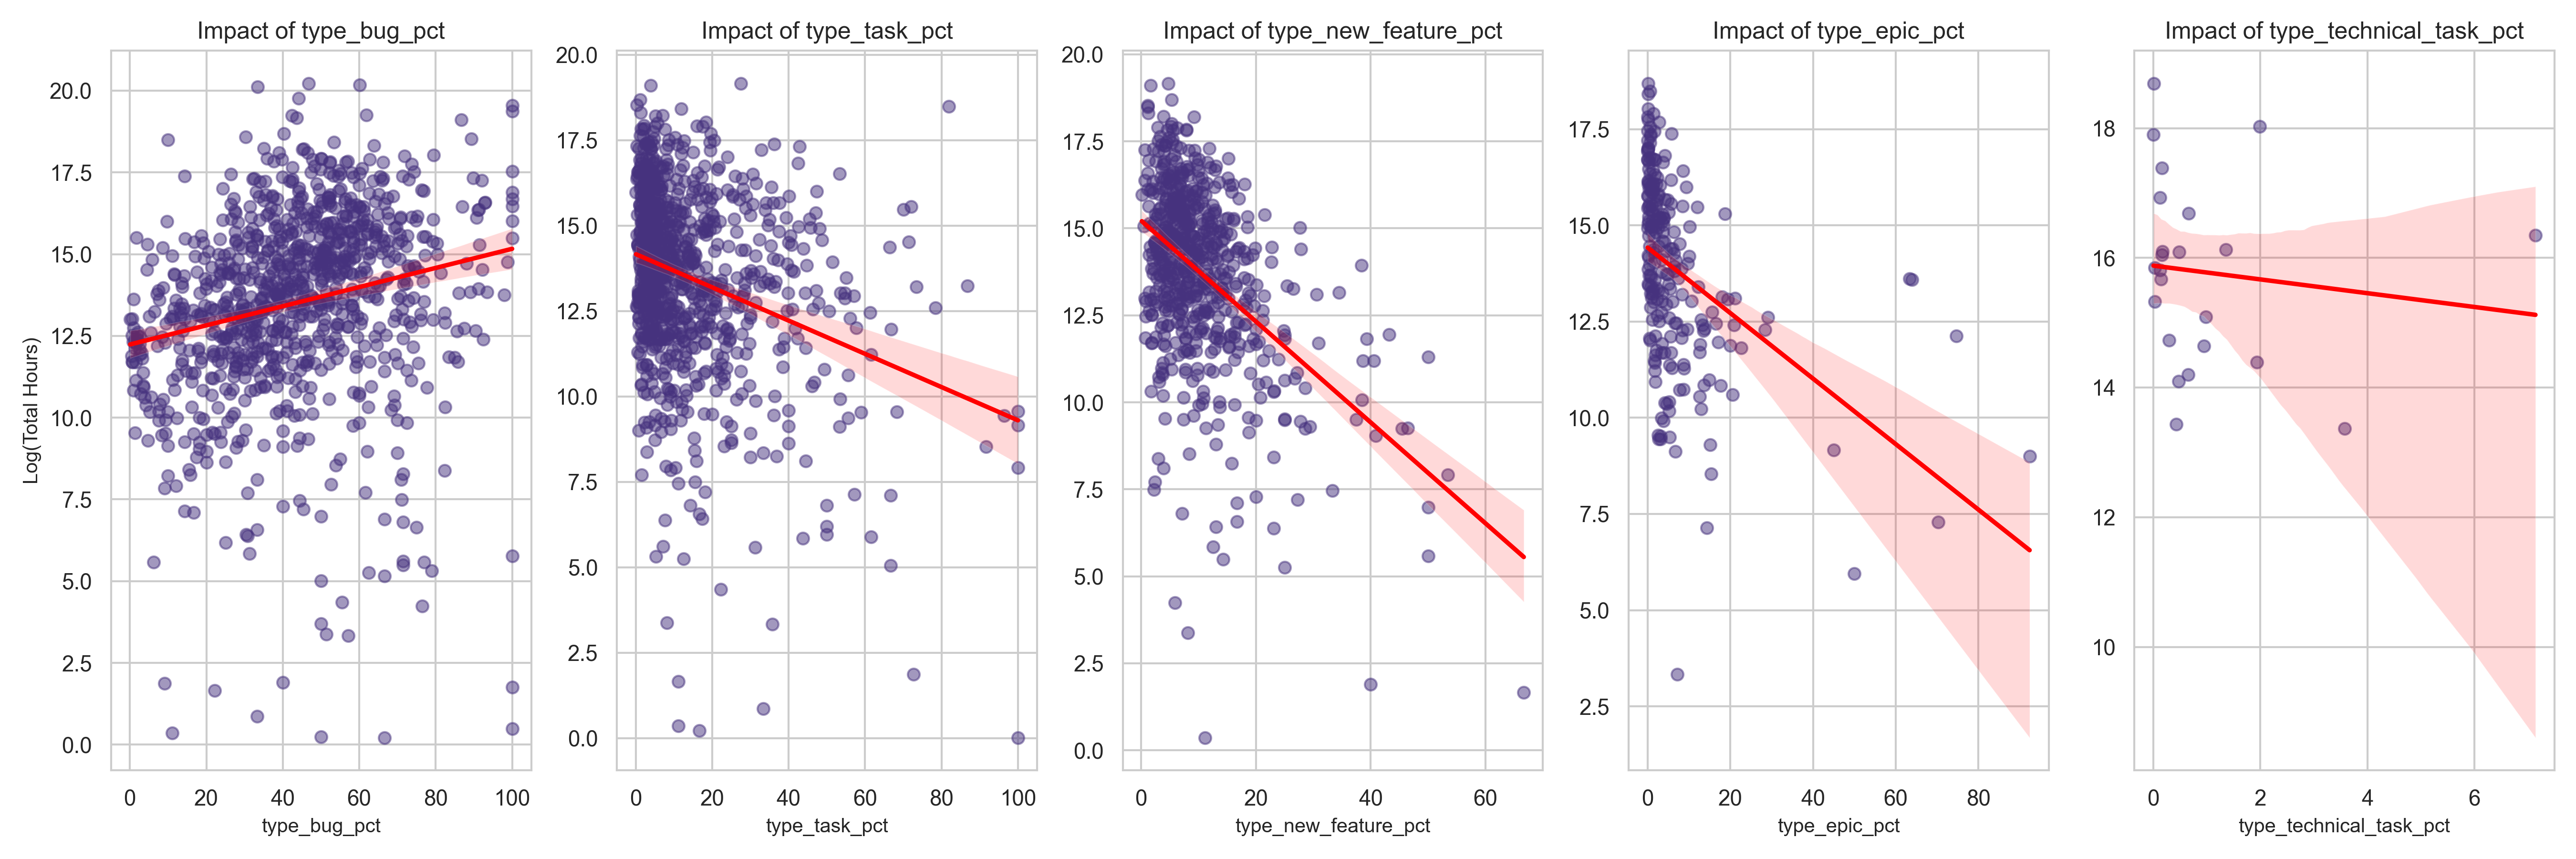 Impact of type_bug_pct
20.0
17.5
15.0
12.5
10.0
7.5
5.0
2.5
0.0
Log(Total Hours)
0 20 40 60 80 100
type_bug_pct
Impact of type_task_pct
20.0
17.5
15.0
12.5
10.0
7.5
5.0
2.5
0.0
0 20 40 60 80 100
type_task_pct
Impact of type_new_feature_pct
20.0
17.5
15.0
12.5
10.0
7.5
5.0
2.5
0.0
0 20 40 60
type_new_feature_pct
Impact of type_epic_pct
17.5
15.0
12.5
10.0
7.5
5.0
2.5
0 20 40 60 80
type_epic_pct
Impact of type_technical_task_pct
18
16
14
12
10
0 2 4 6
type_technical_task_pct